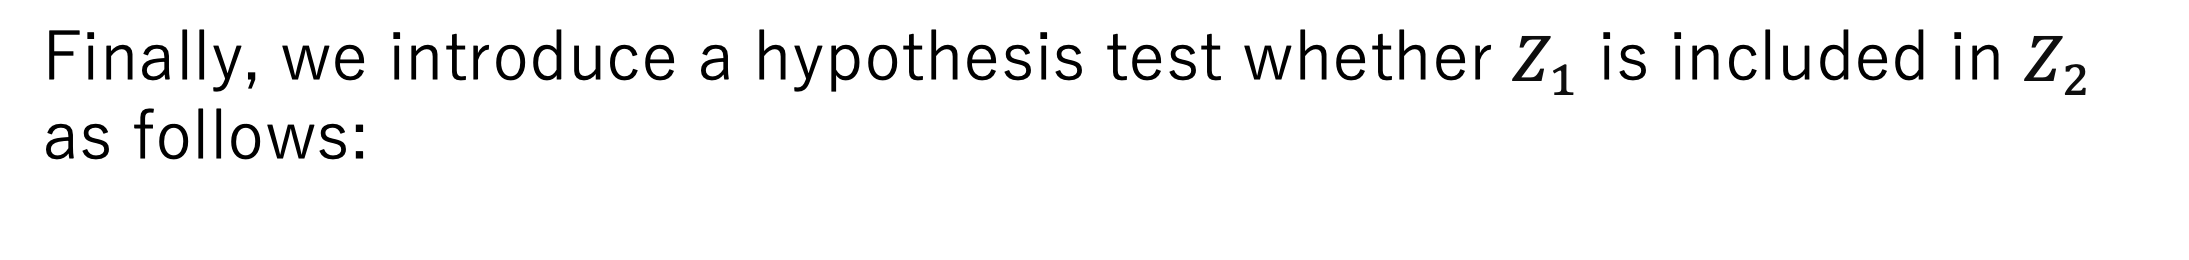 Finally, we introduce a hypothesis test whether Z₁ is included in Z₂
as follows: